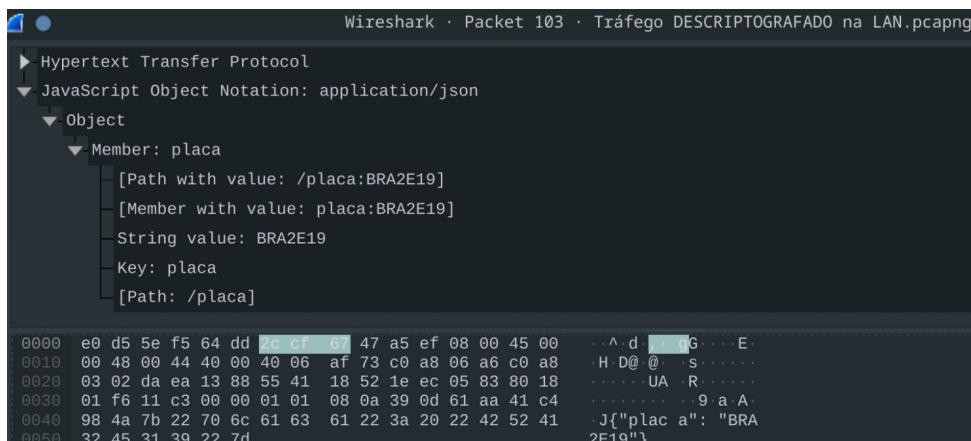 Wireshark · Packet 103 · Tráfego DESCRIPTOGRAFADO na LAN.pcapng
Hypertext Transfer Protocol
JavaScript Object Notation: application/json
Object
Member: placa
[Path with value: /placa:BRA2E19]
[Member with value: placa:BRA2E19]
String value: BRA2E19
Key: placa
[Path: /placa]
0000 e0 d5 5e f5 64 dd 2c cf 67 47 a5 ef 08 00 45 00 ··^·d·,·gG····E·
0010 00 48 00 44 40 00 40 06 af 73 c0 a8 06 a6 c0 a8 ·H·D@·@··s······
0020 03 02 da ea 13 88 55 41 18 52 1e ec 05 83 80 18 ······UA·R······
0030 01 f6 11 c3 00 00 01 01 08 0a 39 0d 61 aa 41 c4 ··········9·a·A·
0040 98 4a 7b 22 70 6c 61 63 61 22 3a 20 22 42 52 41 ·J{"plac a": "BRA
0050 32 45 31 39 22 7d 2E19"}